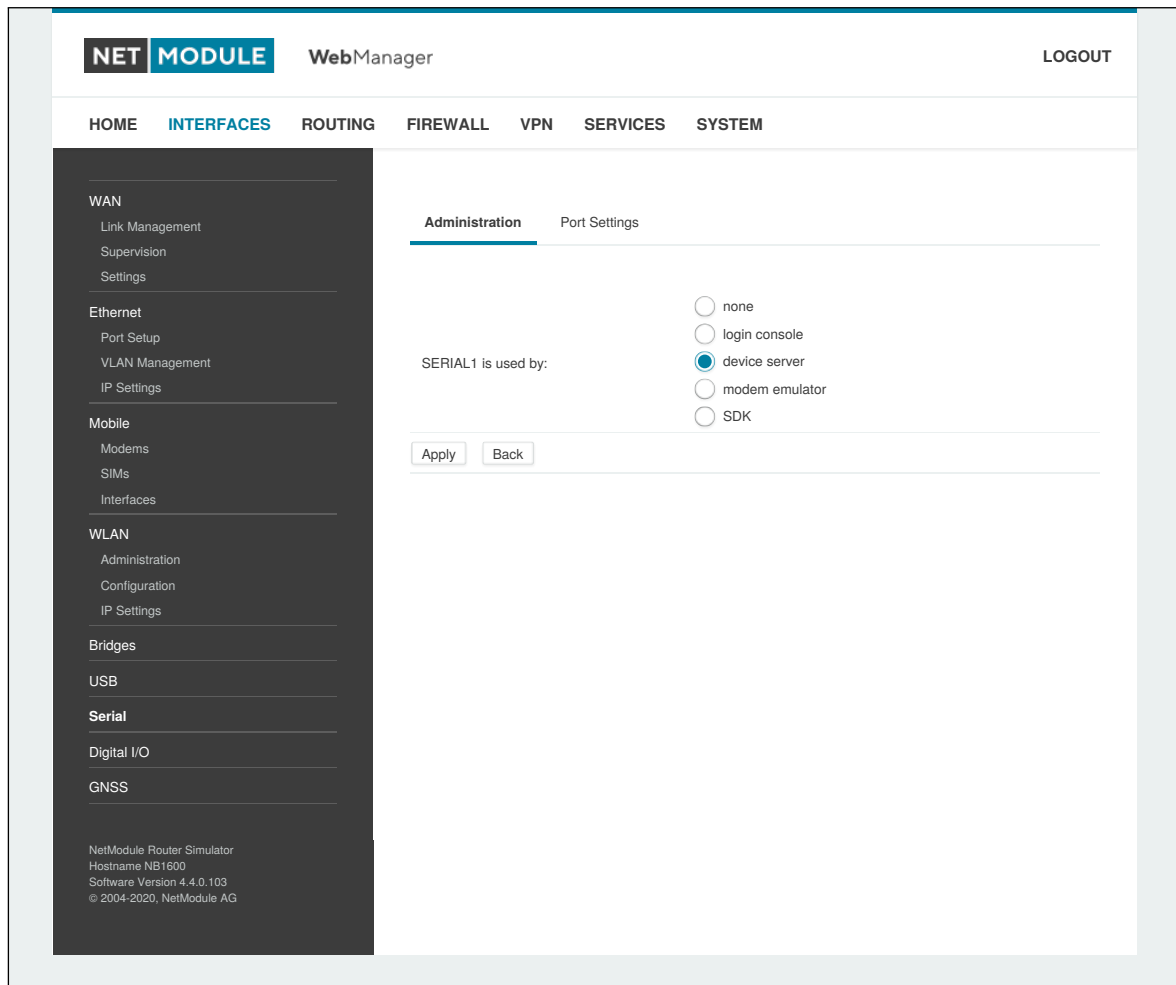 NET MODULE WebManager LOGOUT
HOME INTERFACES ROUTING FIREWALL VPN SERVICES SYSTEM
WAN
Link Management
Supervision
Settings
Ethernet
Port Setup
VLAN Management
IP Settings
Mobile
Modems
SIMs
Interfaces
WLAN
Administration
Configuration
IP Settings
Bridges
USB
Serial
Digital I/O
GNSS
NetModule Router Simulator
Hostname NB1600
Software Version 4.4.0.103
© 2004-2020, NetModule AG
Administration Port Settings
SERIAL1 is used by:
none
login console
device server
modem emulator
SDK
Apply Back